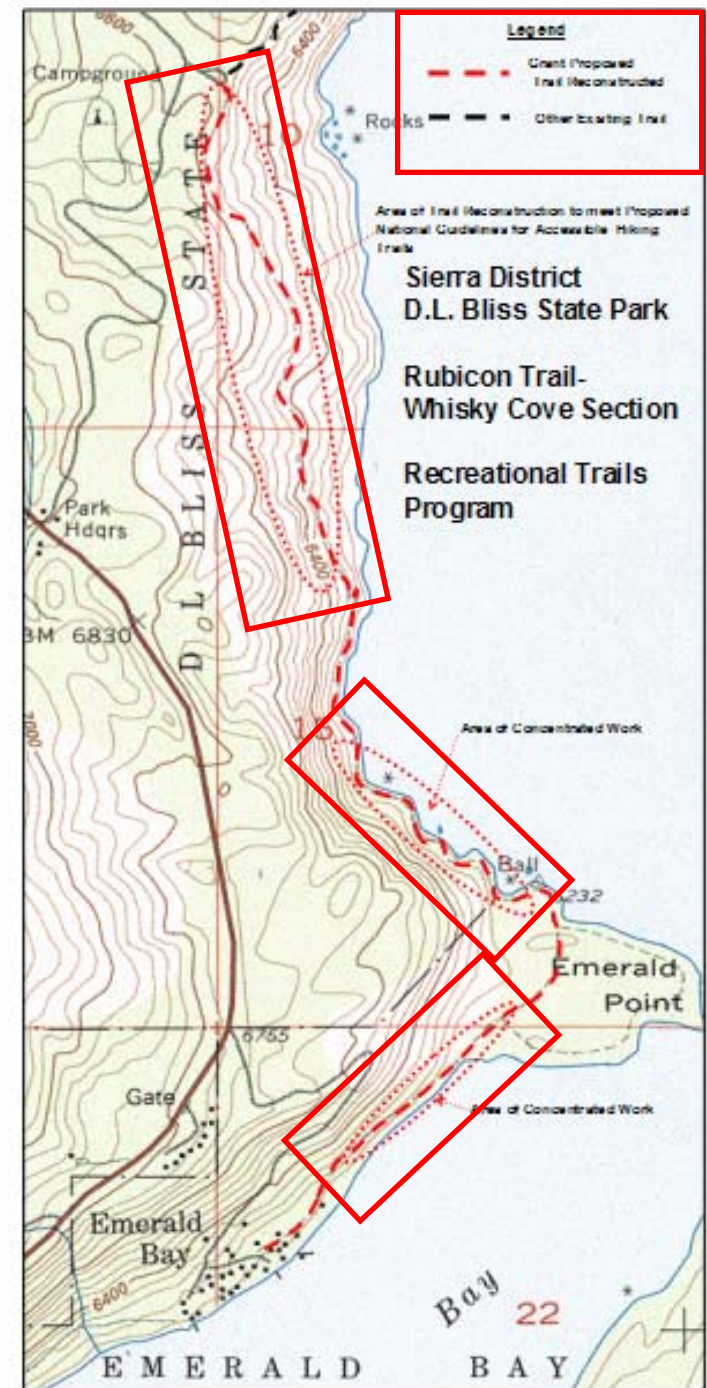 6600
6400
Campground
10
Rocks
Legend
Grant Proposed
Trail Reconstructed
Other Existing Trail
Area of Trail Reconstruction to meet Proposed
National Guidelines for Accessible Hiking
Trails
Sierra District
D.L. Bliss State Park
Rubicon Trail-
Whisky Cove Section
Recreational Trails
Program
D L BLISS STATE
Park
Hdqrs
6400
BM 6830
15
Area of Concentrated Work
Ball
6232
Emerald
Point
6755
Gate
Area of Concentrated Work
Emerald
Bay
6400
Bay
22
EMERALD BAY